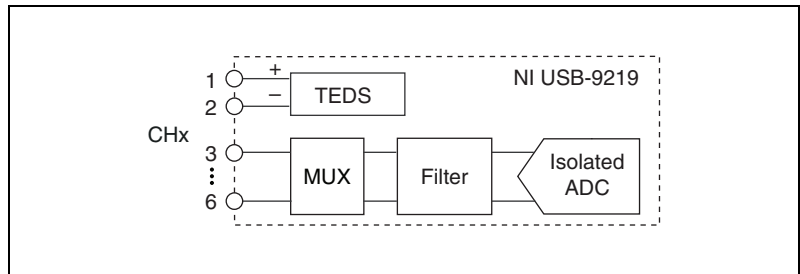 NI USB-9219
1 +
TEDS
2 –
CHx
3
MUX
Filter
Isolated
ADC
6